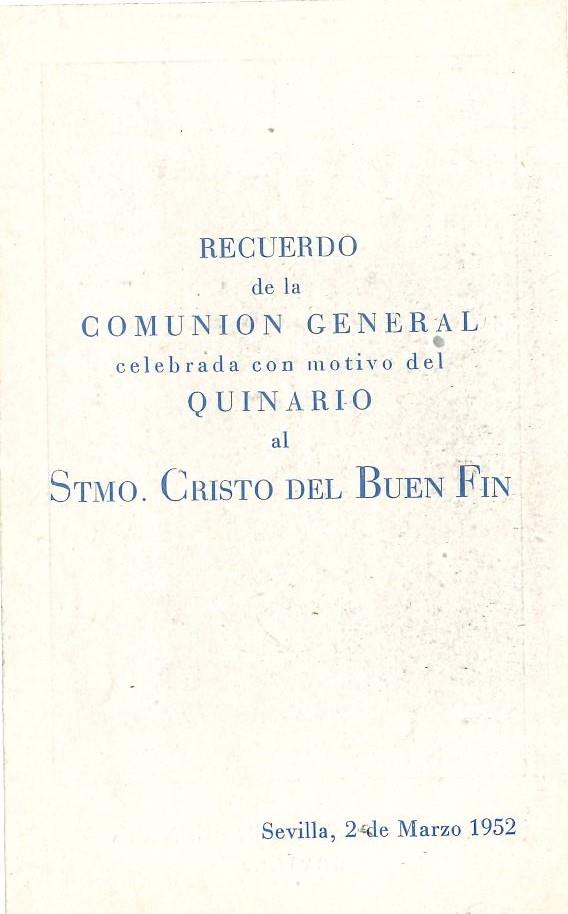 RECUERDO
de la
COMUNION GENERAL
celebrada con motivo del
QUINARIO
al
STMO. CRISTO DEL BUEN FIN
Sevilla, 2 de Marzo 1952